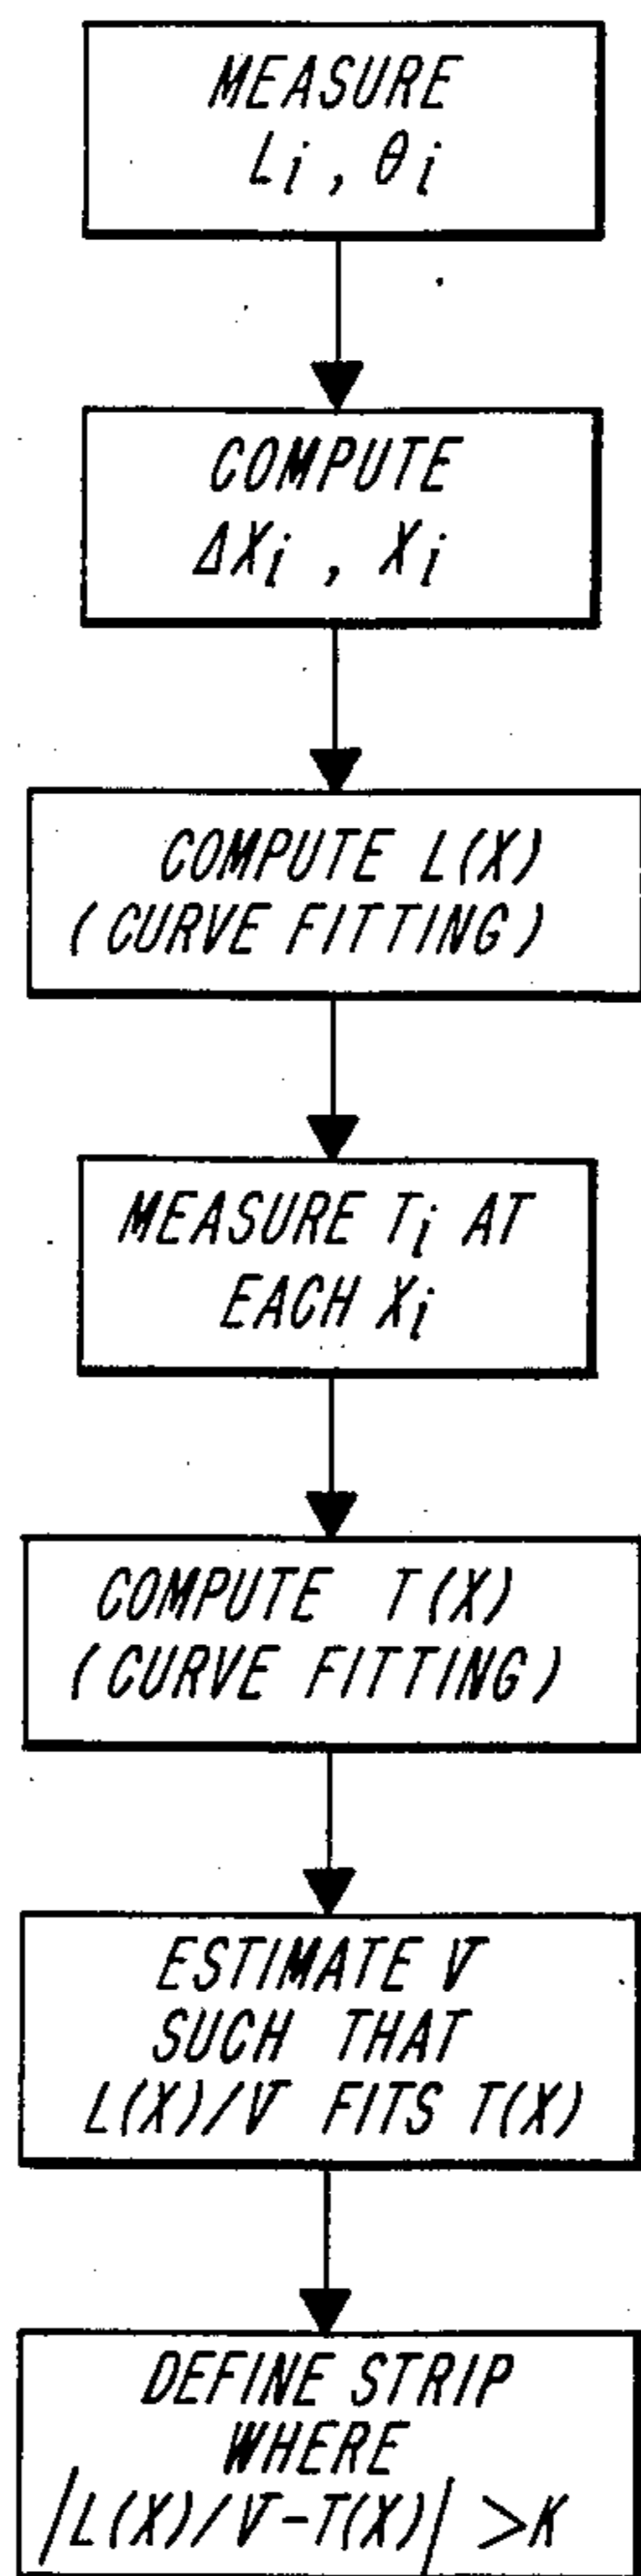 MEASURE
Li, θi
COMPUTE
ΔXi, Xi
COMPUTE L(X)
(CURVE FITTING)
MEASURE Ti AT
EACH Xi
COMPUTE T(X)
(CURVE FITTING)
ESTIMATE V
SUCH THAT
L(X)/V FITS T(X)
DEFINE STRIP
WHERE
|L(X)/V-T(X)| >K